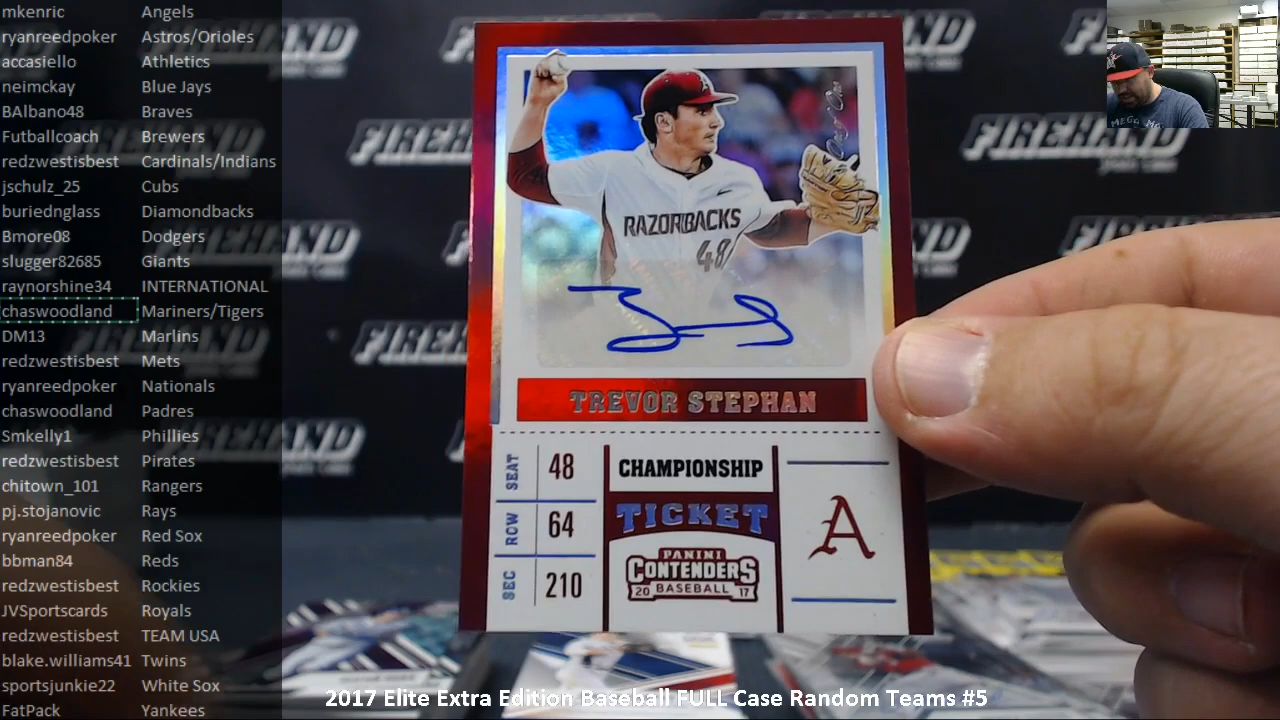 mkenric Angels
ryanreedpoker Astros/Orioles
accasiello Athletics
neimckay Blue Jays
BAlbano48 Braves
Futballcoach Brewers
redzwestisbest Cardinals/Indians
jschulz_25 Cubs
buriednglass Diamondbacks
Bmore08 Dodgers
slugger82685 Giants
raynorshine34 INTERNATIONAL
chaswoodland Mariners/Tigers
DM13 Marlins
redzwestisbest Mets
ryanreedpoker Nationals
chaswoodland Padres
Smkelly1 Phillies
redzwestisbest Pirates
chitown_101 Rangers
pj.stojanovic Rays
ryanreedpoker Red Sox
bbman84 Reds
redzwestisbest Rockies
JVSportscards Royals
redzwestisbest TEAM USA
blake.williams41 Twins
sportsjunkie22 White Sox
FatPack Yankees
FIREHAND
RAZORBACKS
48
TREVOR STEPHAN
SEAT 48
ROW 64
SEC 210
CHAMPIONSHIP
TICKET
PANINI
CONTENDERS
20 BASEBALL 17
A
2017 Elite Extra Edition Baseball FULL Case Random Teams #5